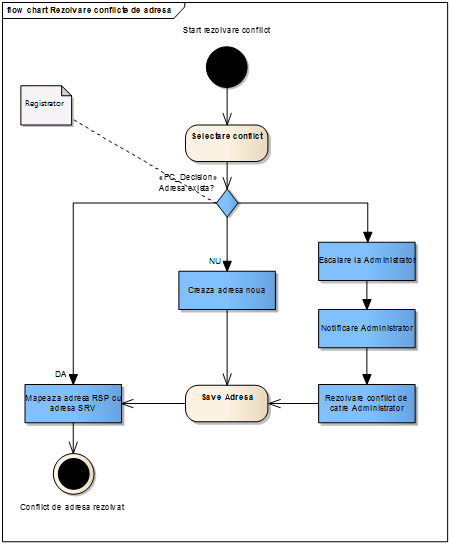 flow chart Rezolvare conflicte de adresa
Start rezolvare conflict
Registrator
Selectare conflict
«PC_Decision»
Adresa exista?
Escalare la Administrator
NU
Creaza adresa noua
Notificare Administrator
DA
Mapeaza adresa RSP cu
adresa SRV
Save Adresa
Rezolvare conflict de
catre Administrator
Conflict de adresa rezolvat